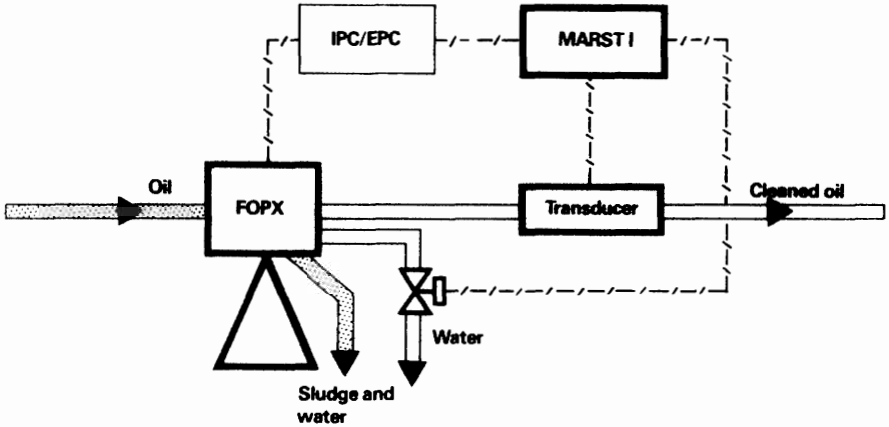 IPC/EPC
MARST I
Oil
FOPX
Transducer
Cleaned oil
Water
Sludge and
water